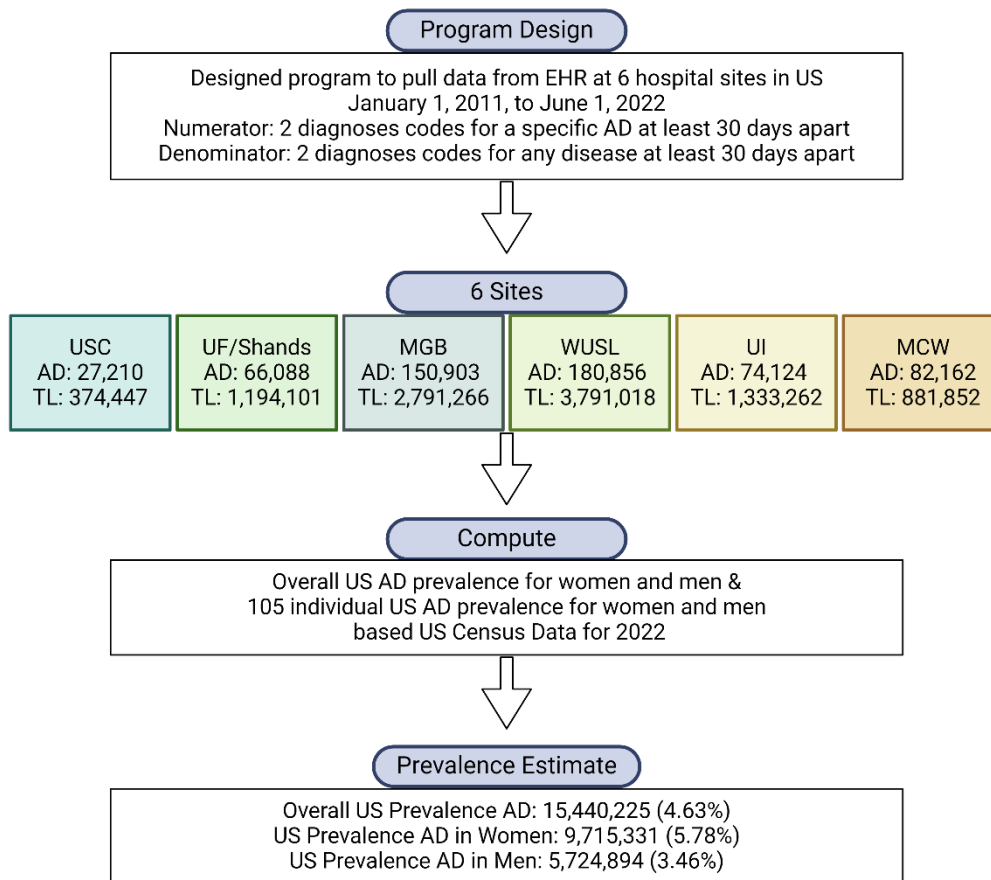 Program Design
Designed program to pull data from EHR at 6 hospital sites in US
January 1, 2011, to June 1, 2022
Numerator: 2 diagnoses codes for a specific AD at least 30 days apart
Denominator: 2 diagnoses codes for any disease at least 30 days apart
6 Sites
USC
AD: 27,210
TL: 374,447
UF/Shands
AD: 66,088
TL: 1,194,101
MGB
AD: 150,903
TL: 2,791,266
WUSL
AD: 180,856
TL: 3,791,018
UI
AD: 74,124
TL: 1,333,262
MCW
AD: 82,162
TL: 881,852
Compute
Overall US AD prevalence for women and men &
105 individual US AD prevalence for women and men
based US Census Data for 2022
Prevalence Estimate
Overall US Prevalence AD: 15,440,225 (4.63%)
US Prevalence AD in Women: 9,715,331 (5.78%)
US Prevalence AD in Men: 5,724,894 (3.46%)